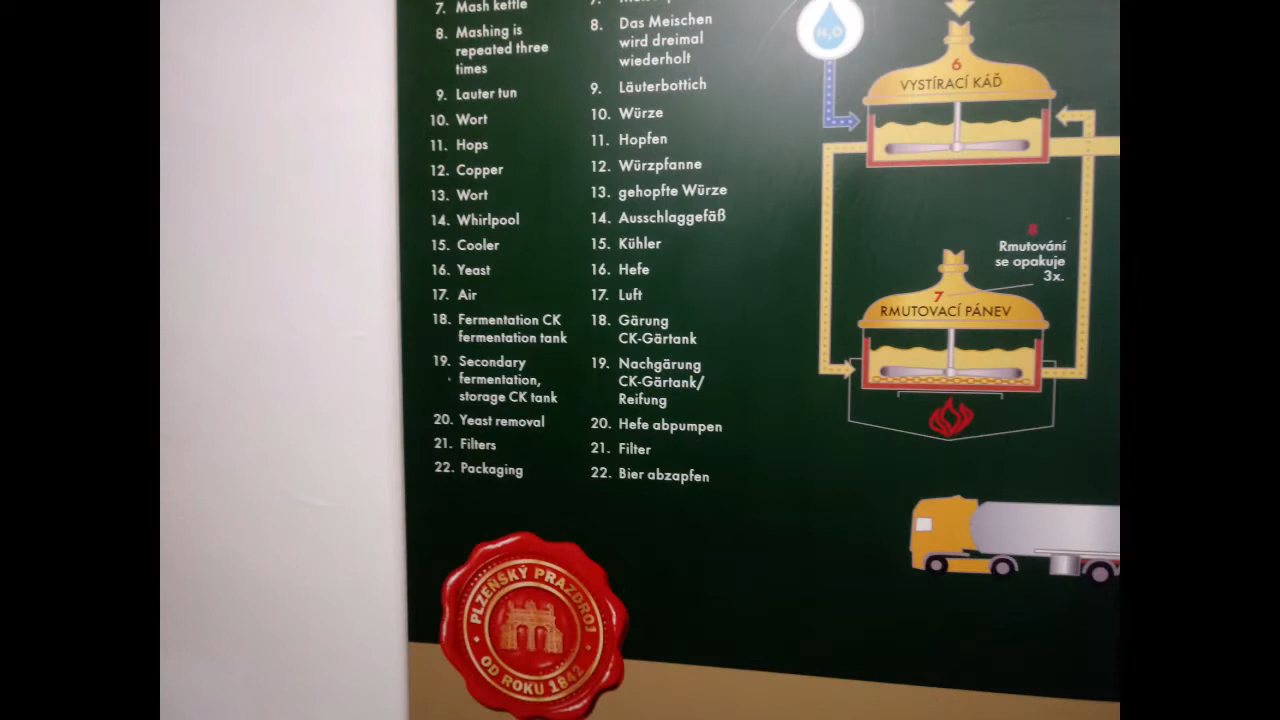 7. Mash kettle
8. Mashing is
repeated three
times
9. Lauter tun
10. Wort
11. Hops
12. Copper
13. Wort
14. Whirlpool
15. Cooler
16. Yeast
17. Air
18. Fermentation CK
fermentation tank
19. Secondary
fermentation,
storage CK tank
20. Yeast removal
21. Filters
22. Packaging
7.
8. Das Meischen
wird dreimal
wiederholt
9. Läuterbottich
10. Würze
11. Hopfen
12. Würzpfanne
13. gehopfte Würze
14. Ausschlaggefäß
15. Kühler
16. Hefe
17. Luft
18. Gärung
CK-Gärtank
19. Nachgärung
CK-Gärtank/
Reifung
20. Hefe abpumpen
21. Filter
22. Bier abzapfen
H₂O
6
VYSTÍRACÍ KÁĎ
8
Rmutování
se opakuje
3x.
7
RMUTOVACÍ PÁNEV
PLZEŇSKÝ PRAZDROJ
OD ROKU 1842